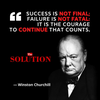 “
SUCCESS IS NOT FINAL;
FAILURE IS NOT FATAL:
IT IS THE COURAGE
TO CONTINUE THAT COUNTS.
The
SOLUTION
— Winston Churchill